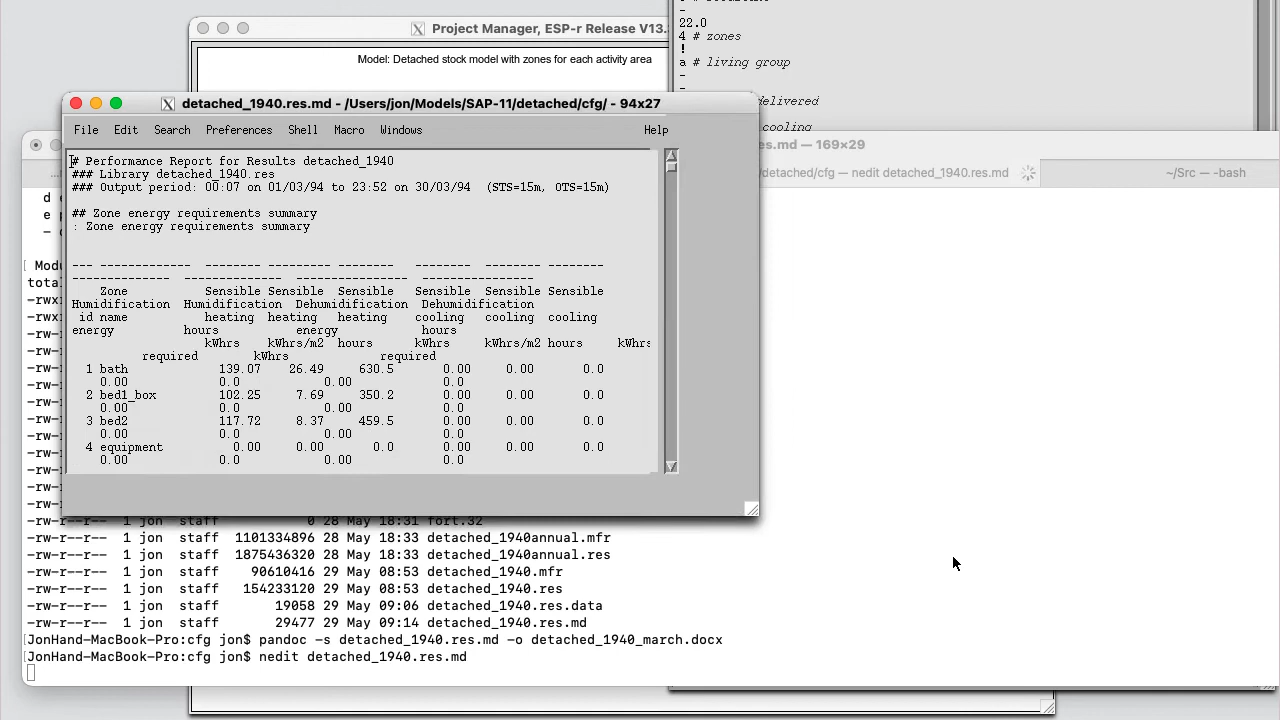 Project Manager, ESP-r Release V13.
Model: Detached stock model with zones for each activity area
22.0
4 # zones
!
a # living group
-
-
delivered
-
cooling
detached_1940.res.md - /Users/jon/Models/SAP-11/detached/cfg/ - 94x27
File Edit Search Preferences Shell Macro Windows Help
# Performance Report for Results detached_1940
### Library detached_1940.res
### Output period: 00:07 on 01/03/94 to 23:52 on 30/03/94  (STS=15m, OTS=15m)
## Zone energy requirements summary
: Zone energy requirements summary
--- ------------- -------- -------- -------- -------- -------- --------
-------------- -------------- ---------------- ----------------
Zone Sensible Sensible Sensible Sensible Sensible Sensible
Humidification Humidification Dehumidification Dehumidification
id name heating heating heating cooling cooling cooling
energy hours energy hours
kWhrs kWhrs/m2 hours kWhrs kWhrs/m2 hours kWhrs
required kWhrs required
1 bath 139.07 26.49 630.5 0.00 0.00 0.0
0.00 0.0 0.00 0.0
2 bed1_box 102.25 7.69 350.2 0.00 0.00 0.0
0.00 0.0 0.00 0.0
3 bed2 117.72 8.37 459.5 0.00 0.00 0.0
0.00 0.0 0.00 0.0
4 equipment 0.00 0.00 0.0 0.00 0.00 0.0
0.00 0.0 0.00 0.0
es.md — 169×29
/detached/cfg — nedit detached_1940.res.md
~/Src — -bash
d e
e p
- c
[ Modu
total
-rwxr
-rwxr
-rw-r
-rw-r
-rw-r
-rw-r
-rw-r
-rw-r
-rw-r
-rw-r
-rw-r
-rw-r
-rw-r--r-- 1 jon staff 0 28 May 18:31 fort.32
-rw-r--r-- 1 jon staff 1101334896 28 May 18:33 detached_1940annual.mfr
-rw-r--r-- 1 jon staff 1875436320 28 May 18:33 detached_1940annual.res
-rw-r--r-- 1 jon staff 90610416 29 May 08:53 detached_1940.mfr
-rw-r--r-- 1 jon staff 154233120 29 May 08:53 detached_1940.res
-rw-r--r-- 1 jon staff 19058 29 May 09:06 detached_1940.res.data
-rw-r--r-- 1 jon staff 29477 29 May 09:14 detached_1940.res.md
[JonHand-MacBook-Pro:cfg jon$ pandoc -s detached_1940.res.md -o detached_1940_march.docx
[JonHand-MacBook-Pro:cfg jon$ nedit detached_1940.res.md